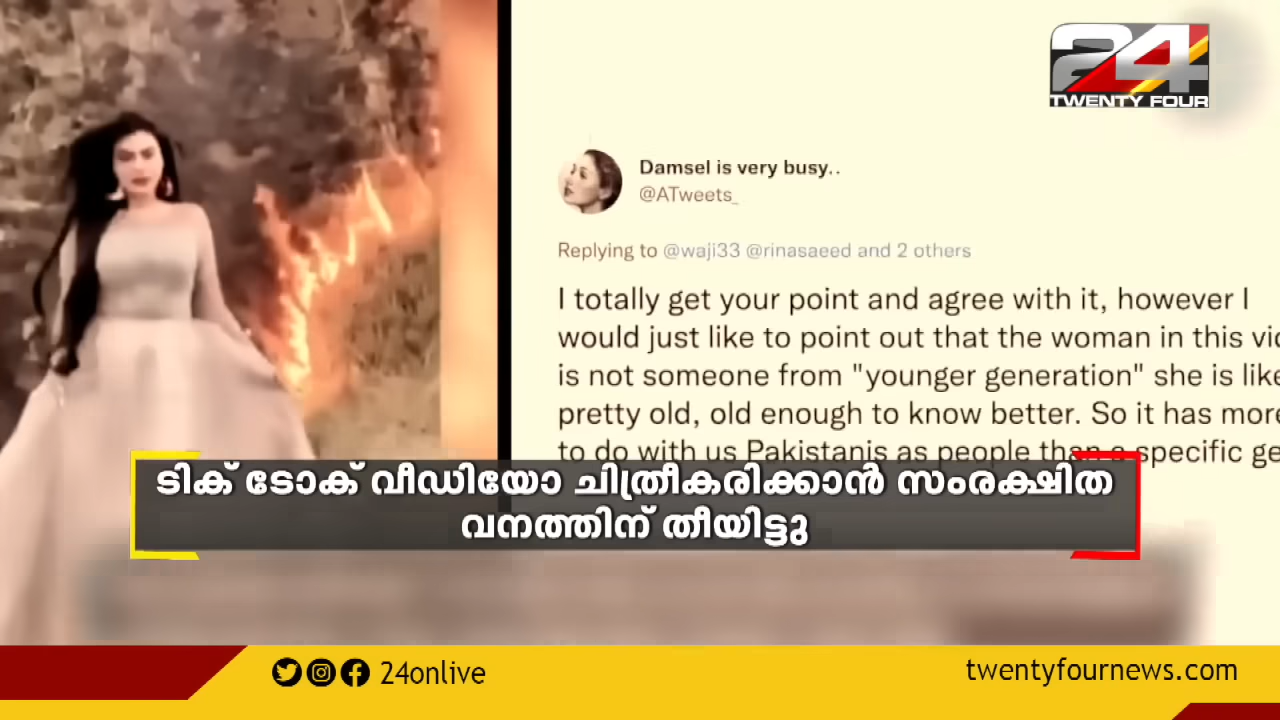 24
TWENTY FOUR
Damsel is very busy..
@ATweets_
Replying to @waji33 @rinasaeed and 2 others
I totally get your point and agree with it, however I
would just like to point out that the woman in this vid
is not someone from "younger generation" she is like
pretty old, old enough to know better. So it has more
to do with us Pakistanis as people than a specific ge
ടിക് ടോക് വീഡിയോ ചിത്രീകരിക്കാൻ സംരക്ഷിത
വനത്തിന് തീയിട്ടു
24onlive
twentyfournews.com